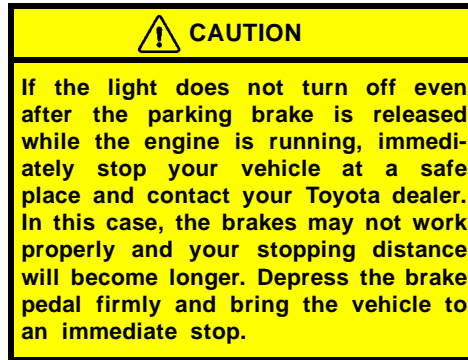 CAUTION
If the light does not turn off even
after the parking brake is released
while the engine is running, immedi-
ately stop your vehicle at a safe
place and contact your Toyota dealer.
In this case, the brakes may not work
properly and your stopping distance
will become longer. Depress the brake
pedal firmly and bring the vehicle to
an immediate stop.